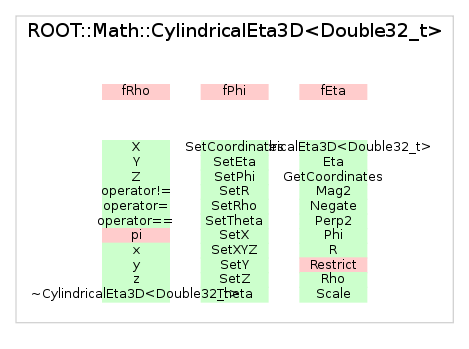 ROOT::Math::CylindricalEta3D<Double32_t>
fRho fPhi fEta
X SetCoordinates ricalEta3D<Double32_t>
Y SetEta Eta
Z SetPhi GetCoordinates
operator!= SetR Mag2
operator= SetRho Negate
operator== SetTheta Perp2
pi SetX Phi
x SetXYZ R
y SetY Restrict
z SetZ Rho
~CylindricalEta3D<Double32_t> Theta Scale